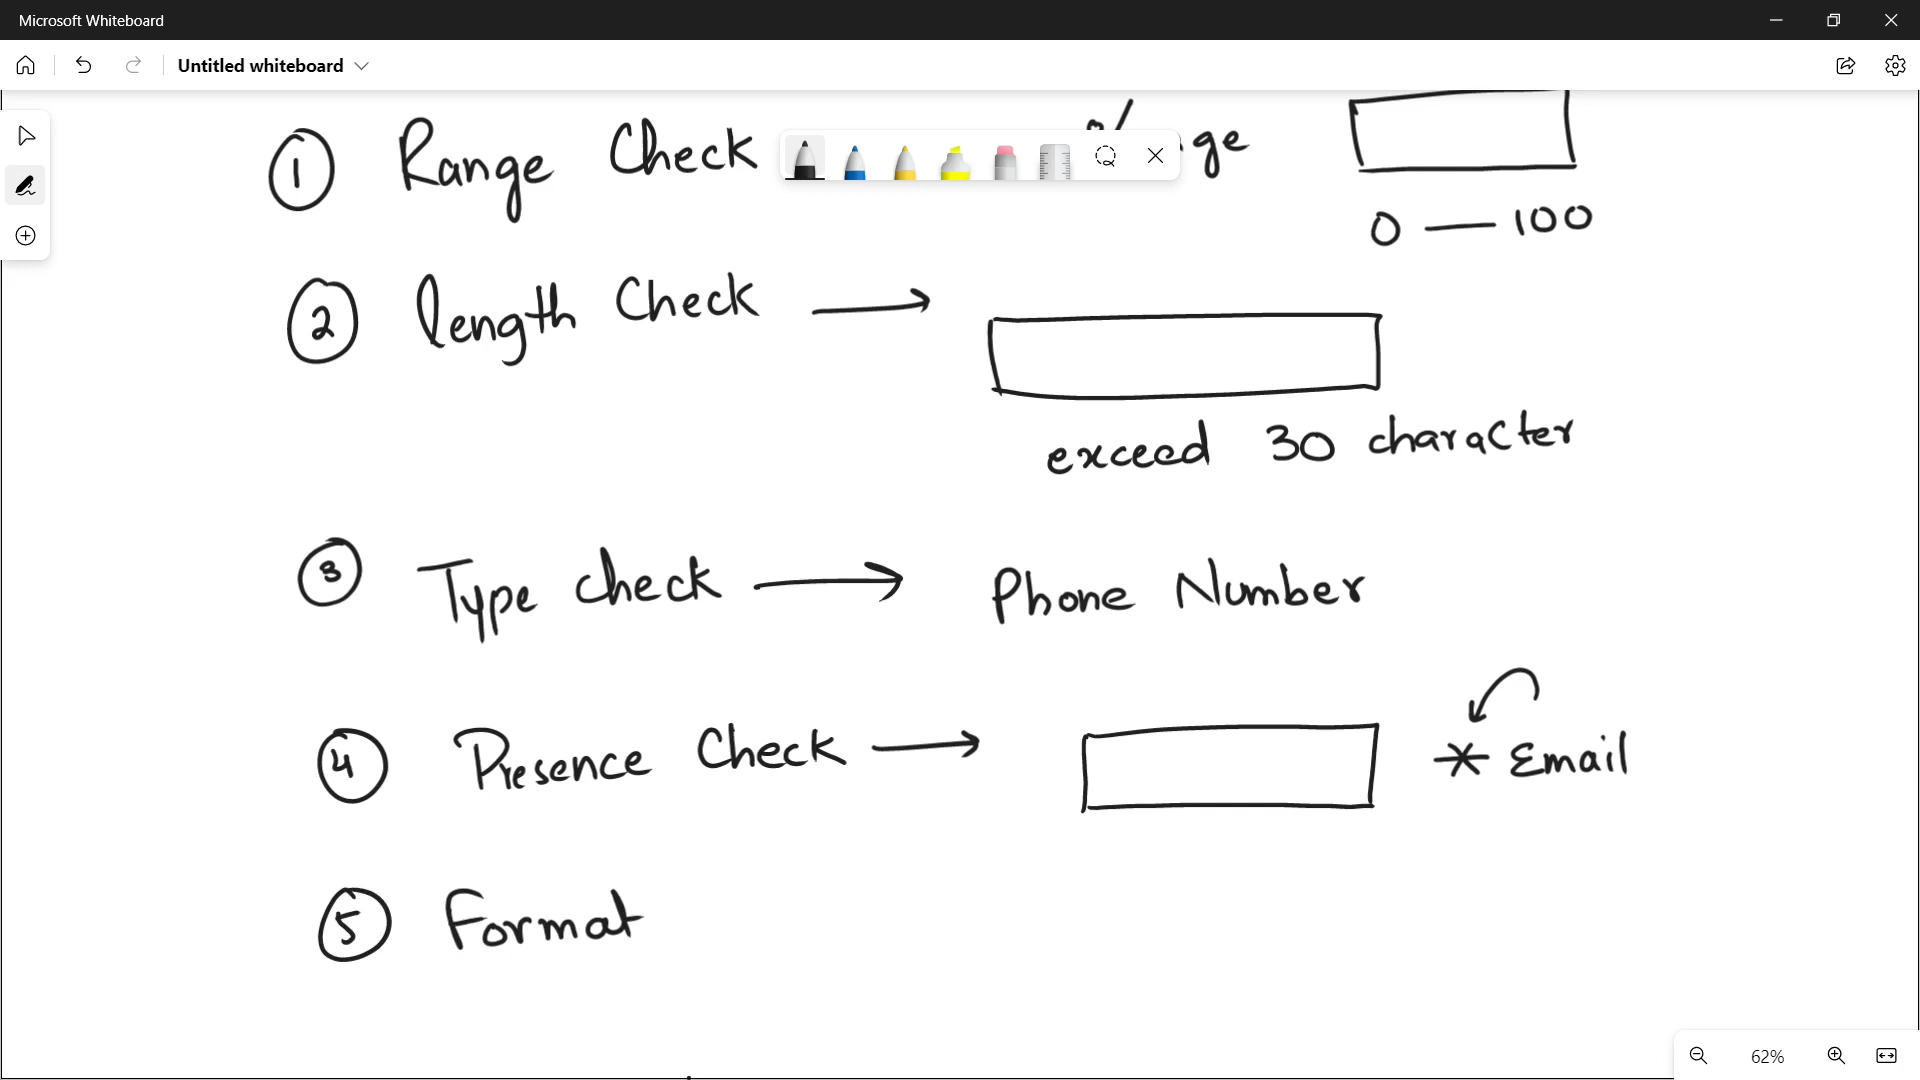 Microsoft Whiteboard
Untitled whiteboard
1 Range Check
0 — 100
2 length Check →
exceed 30 character
3 Type check → Phone Number
4 Presence Check → * Email
5 Format
62%